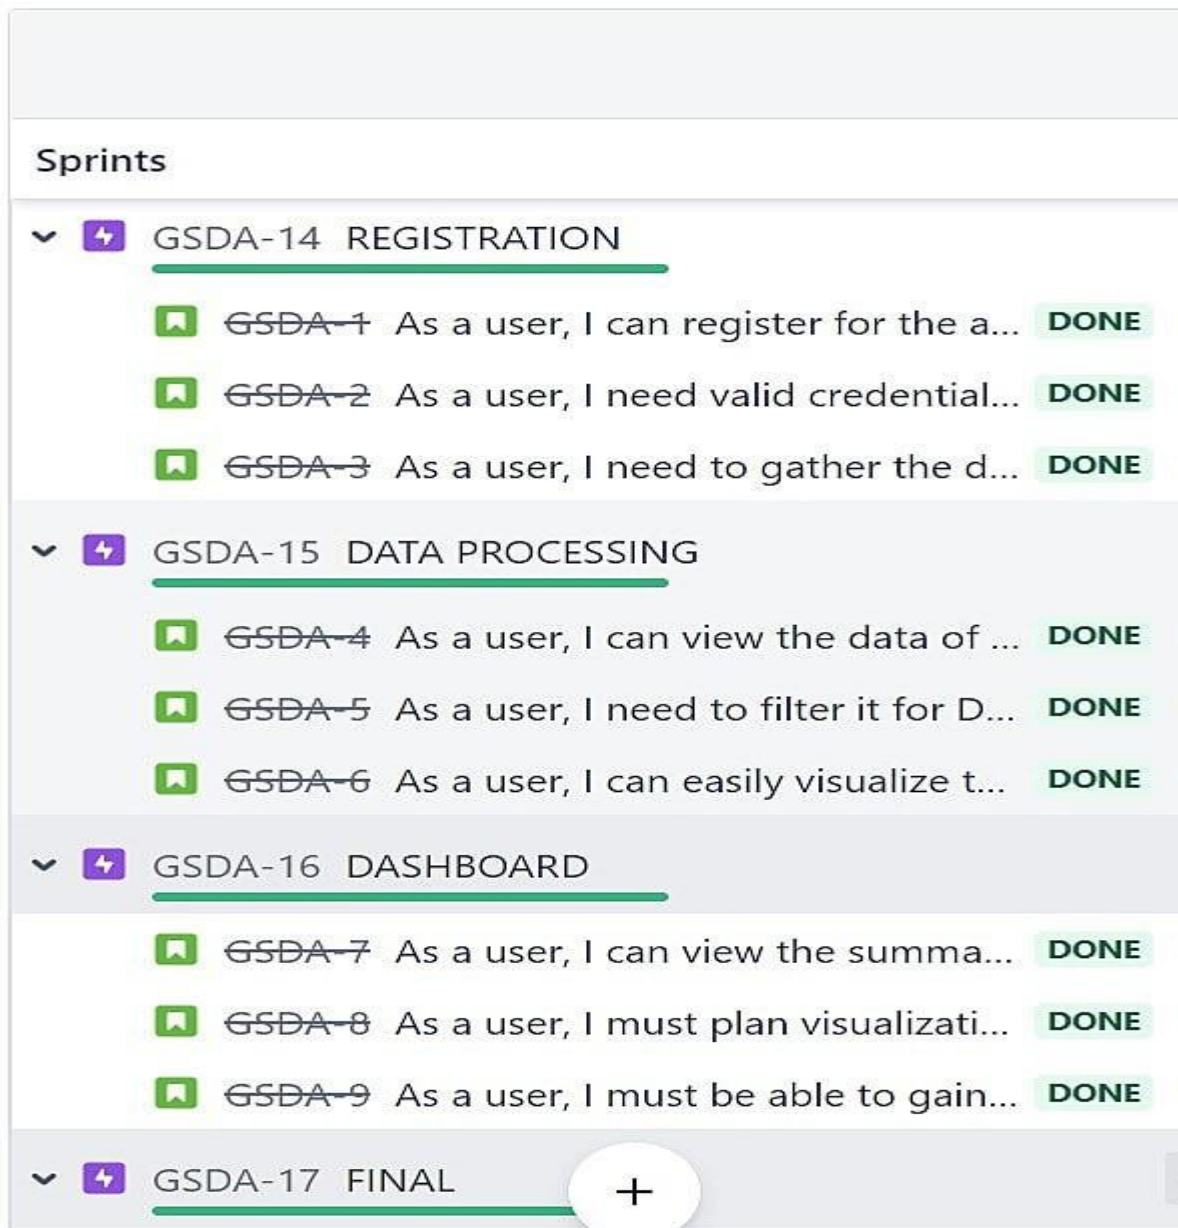 Sprints
GSDA-14 REGISTRATION
GSDA-1 As a user, I can register for the a... DONE
GSDA-2 As a user, I need valid credential... DONE
GSDA-3 As a user, I need to gather the d... DONE
GSDA-15 DATA PROCESSING
GSDA-4 As a user, I can view the data of ... DONE
GSDA-5 As a user, I need to filter it for D... DONE
GSDA-6 As a user, I can easily visualize t... DONE
GSDA-16 DASHBOARD
GSDA-7 As a user, I can view the summa... DONE
GSDA-8 As a user, I must plan visualizati... DONE
GSDA-9 As a user, I must be able to gain... DONE
GSDA-17 FINAL